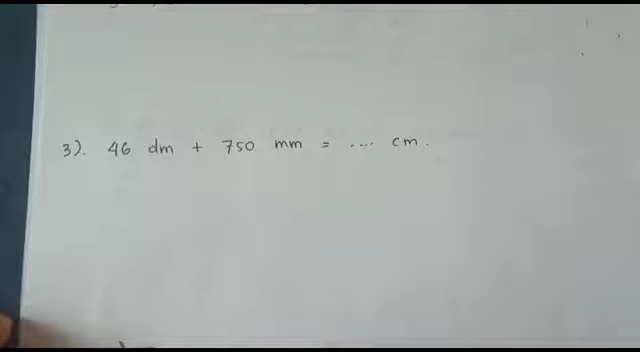 3). 46 dm + 750 mm = .... cm.